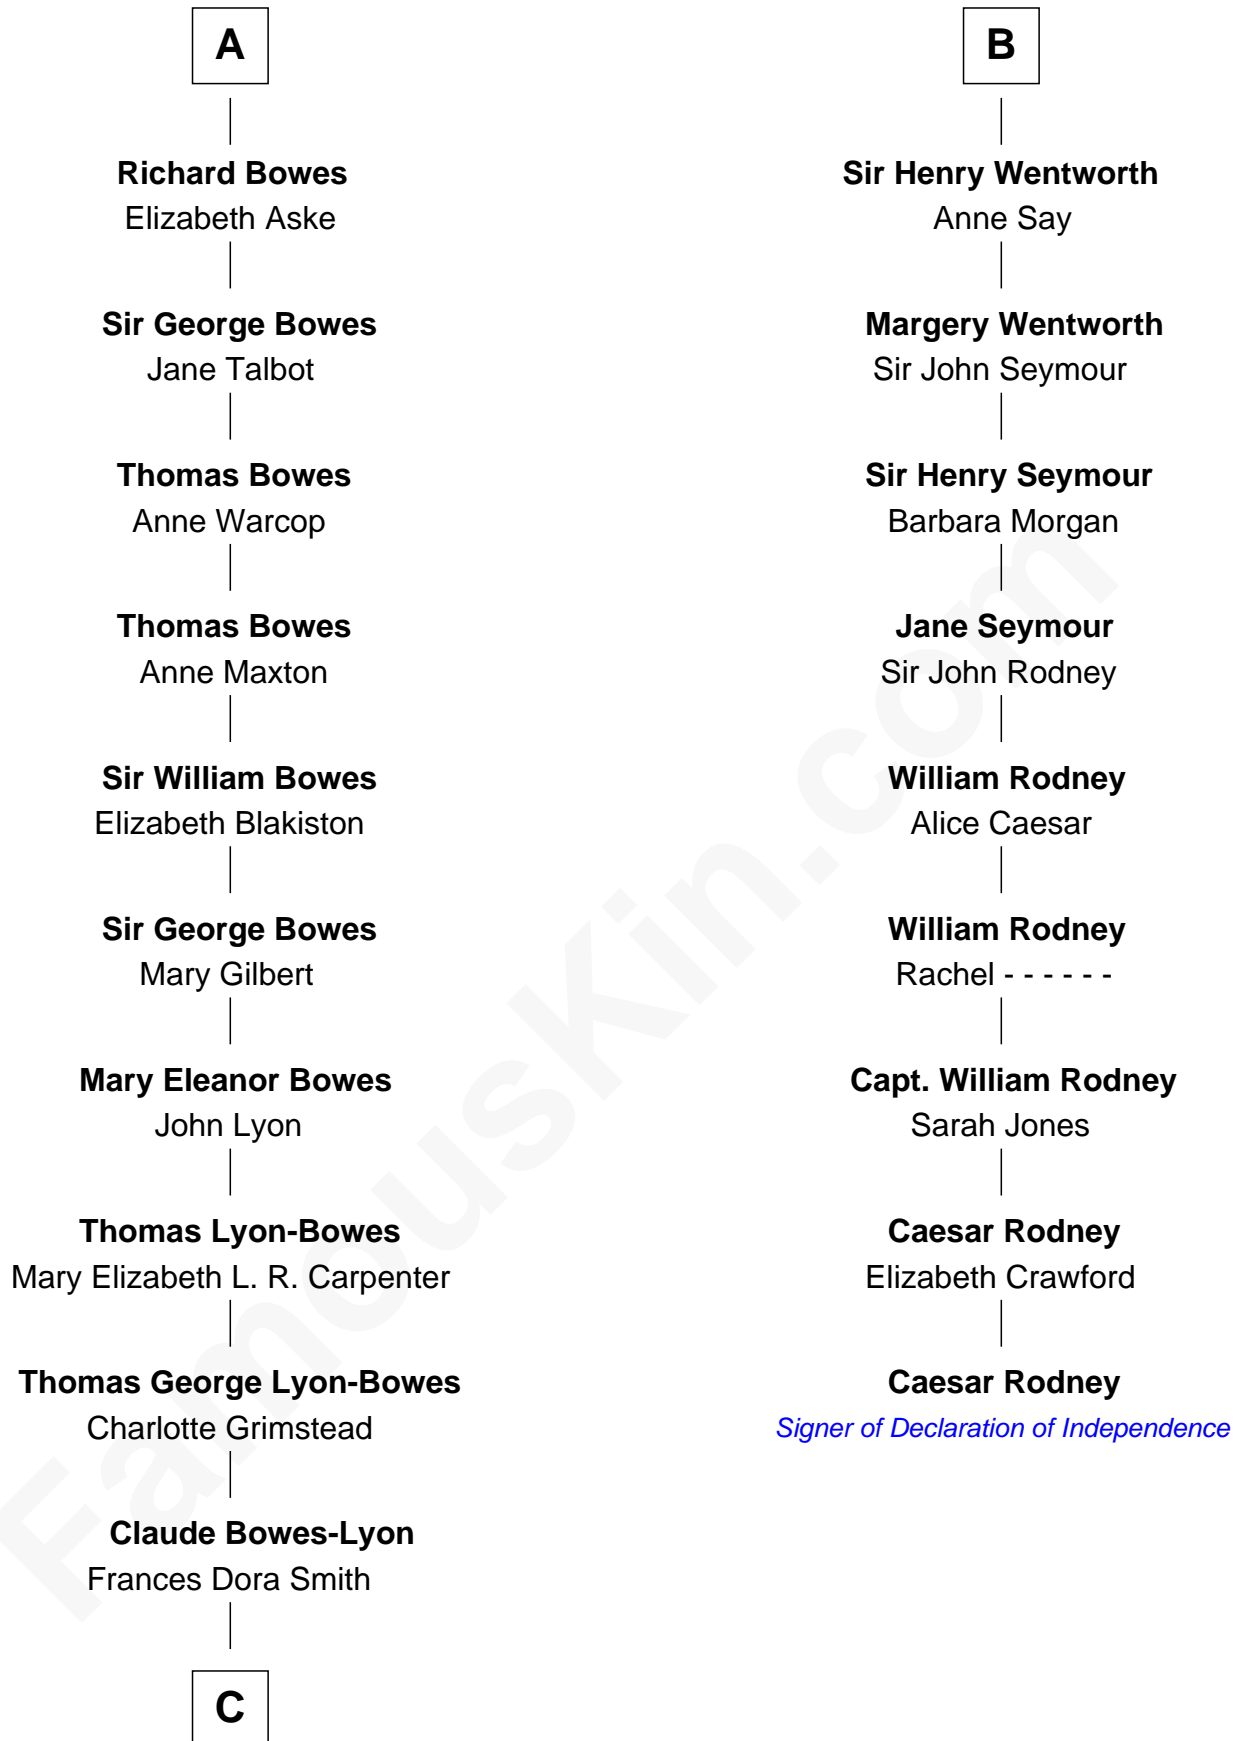 A
Richard Bowes
Elizabeth Aske
Sir George Bowes
Jane Talbot
Thomas Bowes
Anne Warcop
Thomas Bowes
Anne Maxton
Sir William Bowes
Elizabeth Blakiston
Sir George Bowes
Mary Gilbert
Mary Eleanor Bowes
John Lyon
Thomas Lyon-Bowes
Mary Elizabeth L. R. Carpenter
Thomas George Lyon-Bowes
Charlotte Grimstead
Claude Bowes-Lyon
Frances Dora Smith
C
B
Sir Henry Wentworth
Anne Say
Margery Wentworth
Sir John Seymour
Sir Henry Seymour
Barbara Morgan
Jane Seymour
Sir John Rodney
William Rodney
Alice Caesar
William Rodney
Rachel - - - - - -
Capt. William Rodney
Sarah Jones
Caesar Rodney
Elizabeth Crawford
Caesar Rodney
Signer of Declaration of Independence
FamousKin.com